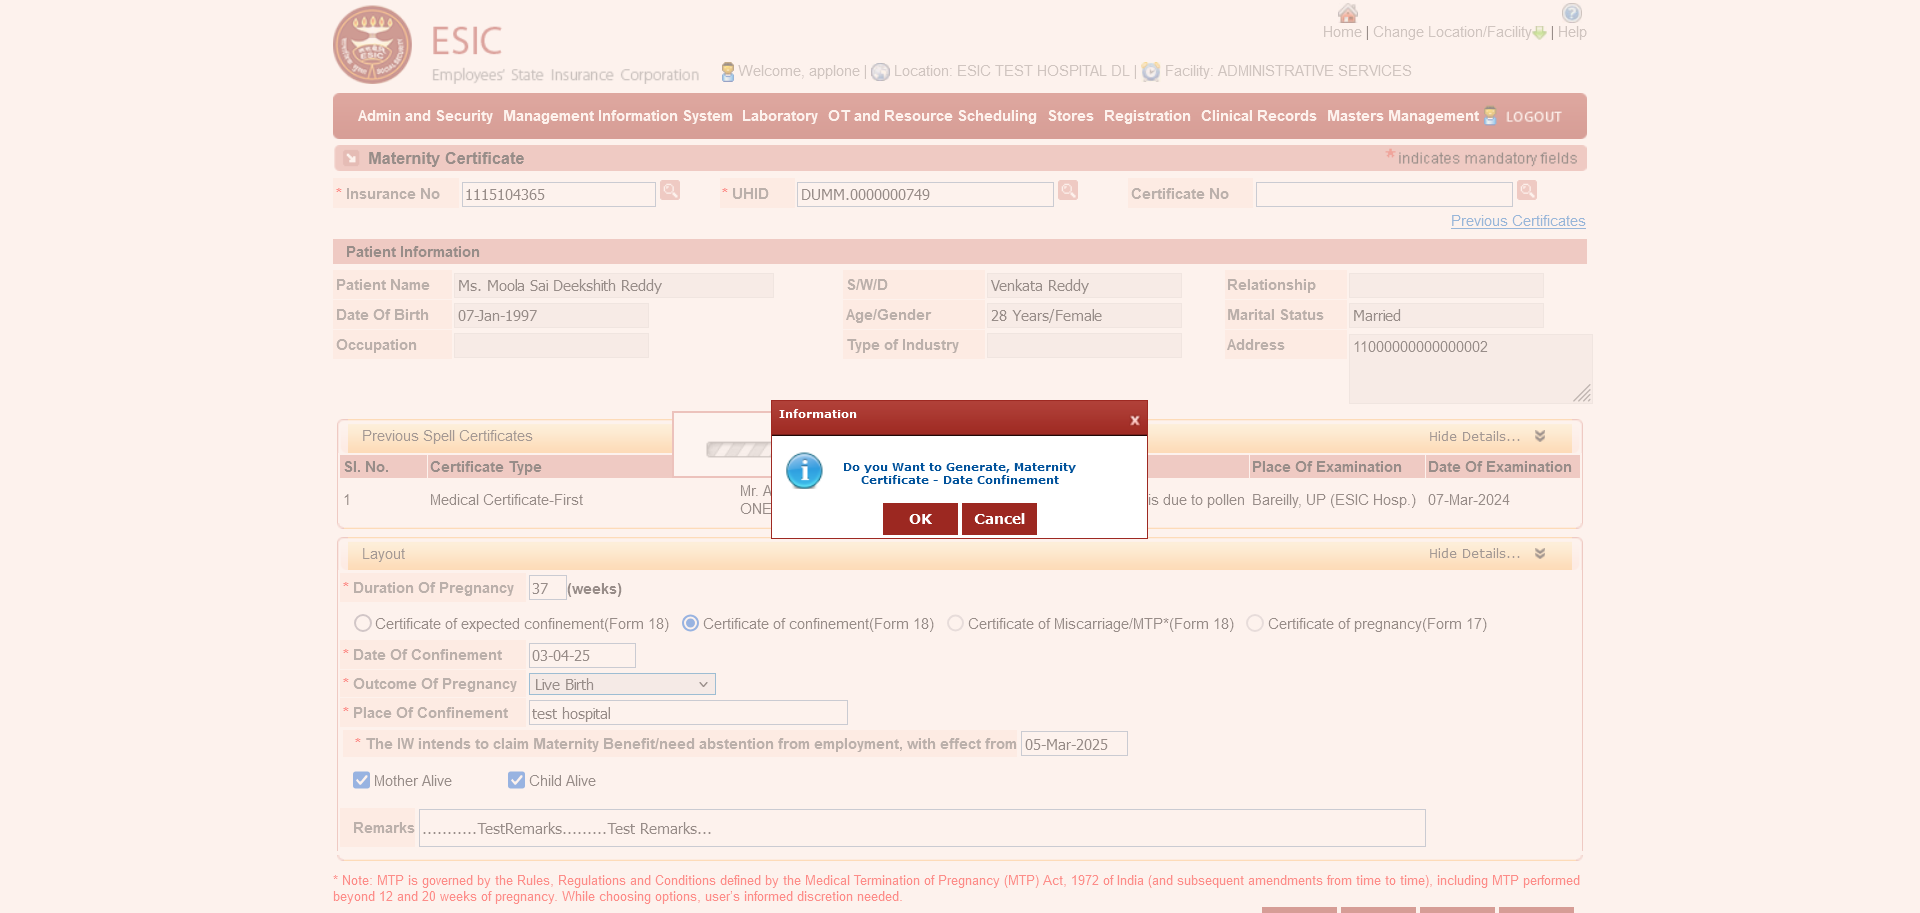 ESIC
Employees' State Insurance Corporation
Home | Change Location/Facility | Help
Welcome, applone | Location: ESIC TEST HOSPITAL DL | Facility: ADMINISTRATIVE SERVICES
Admin and Security Management Information System Laboratory OT and Resource Scheduling Stores Registration Clinical Records Masters Management LOGOUT
Maternity Certificate * indicates mandatory fields
* Insurance No 1115104365 * UHID DUMM.0000000749 Certificate No
Previous Certificates
Patient Information
Patient Name Ms. Moola Sai Deekshith Reddy S/W/D Venkata Reddy Relationship
Date Of Birth 07-Jan-1997 Age/Gender 28 Years/Female Marital Status Married
Occupation Type of Industry Address 11000000000000002
Information x
Do you Want to Generate, Maternity
Certificate - Date Confinement
OK Cancel
Previous Spell Certificates Hide Details...
Sl. No. Certificate Type Place Of Examination Date Of Examination
1 Medical Certificate-First Mr. A
ONE is due to pollen Bareilly, UP (ESIC Hosp.) 07-Mar-2024
Layout Hide Details...
* Duration Of Pregnancy 37 (weeks)
Certificate of expected confinement(Form 18) Certificate of confinement(Form 18) Certificate of Miscarriage/MTP*(Form 18) Certificate of pregnancy(Form 17)
* Date Of Confinement 03-04-25
* Outcome Of Pregnancy Live Birth
* Place Of Confinement test hospital
* The IW intends to claim Maternity Benefit/need abstention from employment, with effect from 05-Mar-2025
Mother Alive Child Alive
Remarks ...........TestRemarks.........Test Remarks...
* Note: MTP is governed by the Rules, Regulations and Conditions defined by the Medical Termination of Pregnancy (MTP) Act, 1972 of India (and subsequent amendments from time to time), including MTP performed
beyond 12 and 20 weeks of pregnancy. While choosing options, user's informed discretion needed.